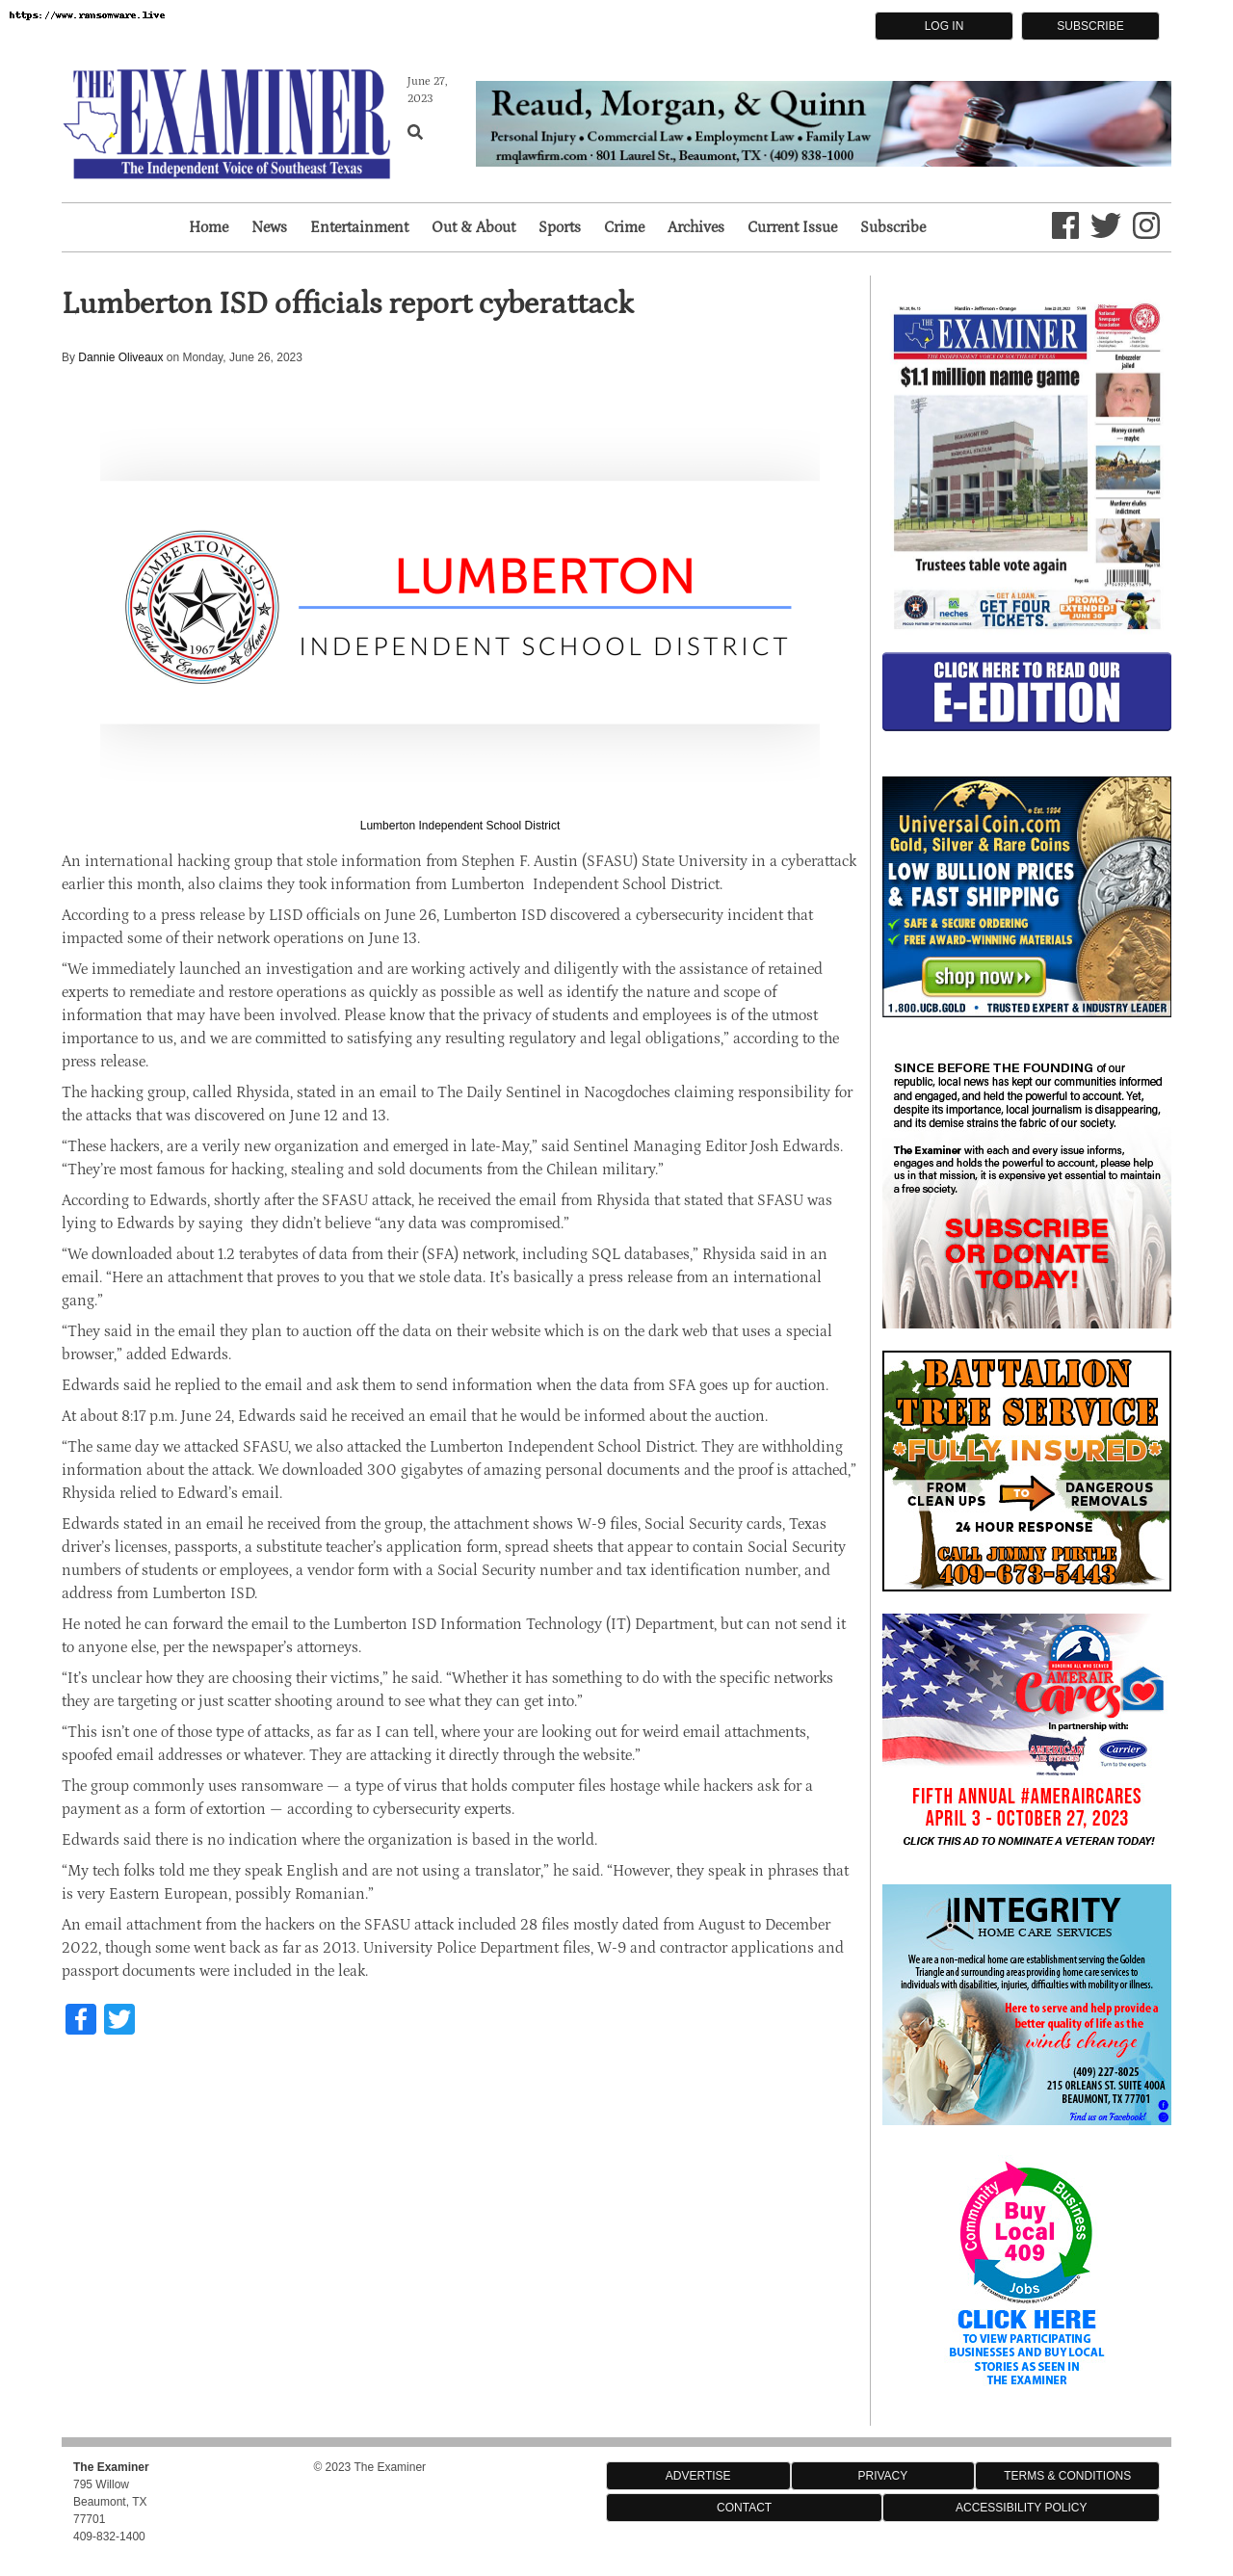 https://www.ransomware.live
LOG IN
SUBSCRIBE
THE EXAMINER
The Independent Voice of Southeast Texas
June 27,
2023
Reaud, Morgan, & Quinn
Personal Injury • Commercial Law • Employment Law • Family Law
rmqlawfirm.com · 801 Laurel St., Beaumont, TX · (409) 838-1000
Home News Entertainment Out & About Sports Crime Archives Current Issue Subscribe
Lumberton ISD officials report cyberattack
By Dannie Oliveaux on Monday, June 26, 2023
LUMBERTON I.S.D.
1967
Pride Excellence Honor
LUMBERTON
INDEPENDENT SCHOOL DISTRICT
Lumberton Independent School District
An international hacking group that stole information from Stephen F. Austin (SFASU) State University in a cyberattack
earlier this month, also claims they took information from Lumberton  Independent School District.
According to a press release by LISD officials on June 26, Lumberton ISD discovered a cybersecurity incident that
impacted some of their network operations on June 13.
“We immediately launched an investigation and are working actively and diligently with the assistance of retained
experts to remediate and restore operations as quickly as possible as well as identify the nature and scope of
information that may have been involved. Please know that the privacy of students and employees is of the utmost
importance to us, and we are committed to satisfying any resulting regulatory and legal obligations,” according to the
press release.
The hacking group, called Rhysida, stated in an email to The Daily Sentinel in Nacogdoches claiming responsibility for
the attacks that was discovered on June 12 and 13.
“These hackers, are a verily new organization and emerged in late-May,” said Sentinel Managing Editor Josh Edwards.
“They’re most famous for hacking, stealing and sold documents from the Chilean military.”
According to Edwards, shortly after the SFASU attack, he received the email from Rhysida that stated that SFASU was
lying to Edwards by saying  they didn’t believe “any data was compromised.”
“We downloaded about 1.2 terabytes of data from their (SFA) network, including SQL databases,” Rhysida said in an
email. “Here an attachment that proves to you that we stole data. It’s basically a press release from an international
gang.”
“They said in the email they plan to auction off the data on their website which is on the dark web that uses a special
browser,” added Edwards.
Edwards said he replied to the email and ask them to send information when the data from SFA goes up for auction.
At about 8:17 p.m. June 24, Edwards said he received an email that he would be informed about the auction.
“The same day we attacked SFASU, we also attacked the Lumberton Independent School District. They are withholding
information about the attack. We downloaded 300 gigabytes of amazing personal documents and the proof is attached,”
Rhysida relied to Edward’s email.
Edwards stated in an email he received from the group, the attachment shows W-9 files, Social Security cards, Texas
driver’s licenses, passports, a substitute teacher’s application form, spread sheets that appear to contain Social Security
numbers of students or employees, a vendor form with a Social Security number and tax identification number, and
address from Lumberton ISD.
He noted he can forward the email to the Lumberton ISD Information Technology (IT) Department, but can not send it
to anyone else, per the newspaper’s attorneys.
“It’s unclear how they are choosing their victims,” he said. “Whether it has something to do with the specific networks
they are targeting or just scatter shooting around to see what they can get into.”
“This isn’t one of those type of attacks, as far as I can tell, where your are looking out for weird email attachments,
spoofed email addresses or whatever. They are attacking it directly through the website.”
The group commonly uses ransomware — a type of virus that holds computer files hostage while hackers ask for a
payment as a form of extortion — according to cybersecurity experts.
Edwards said there is no indication where the organization is based in the world.
“My tech folks told me they speak English and are not using a translator,” he said. “However, they speak in phrases that
is very Eastern European, possibly Romanian.”
An email attachment from the hackers on the SFASU attack included 28 files mostly dated from August to December
2022, though some went back as far as 2013. University Police Department files, W-9 and contractor applications and
passport documents were included in the leak.
Hardin - Jefferson - Orange
THE EXAMINER
THE INDEPENDENT VOICE OF SOUTHEAST TEXAS
$1.1 million name game
Embezzeler
jailed
Money cometh
— maybe
Murderer eludes
indictment
BEAUMONT ISD
MEMORIAL STADIUM
Trustees table vote again
neches
GET A LOAN.
GET FOUR
TICKETS.
PROMO
EXTENDED!
JUNE 30
CLICK HERE TO READ OUR
E-EDITION
Est. 1994
UNIVERSALCOIN.COM
Gold, Silver & Rare Coins
LOW BULLION PRICES
& FAST SHIPPING
SAFE & SECURE ORDERING
FREE AWARD-WINNING MATERIALS
shop now
1.800.UCB.GOLD • TRUSTED EXPERT & INDUSTRY LEADER
SINCE BEFORE THE FOUNDING of our
republic, local news has kept our communities informed
and engaged, and held the powerful to account. Yet,
despite its importance, local journalism is disappearing,
and its demise strains the fabric of our society.
The Examiner with each and every issue informs,
engages and holds the powerful to account, please help
us in that mission, it is expensive yet essential to maintain
a free society.
SUBSCRIBE
OR DONATE
TODAY!
BATTALION
TREE SERVICE
*FULLY INSURED*
FROM
CLEAN UPS
TO
DANGEROUS
REMOVALS
24 HOUR RESPONSE
CALL JIMMY PIRTLE
409-673-5443
HONORING ALL WHO SERVED
AMERAIR
Cares
In partnership with:
AMERICAN
AIR SYSTEMS
Carrier
Turn to the experts
FIFTH ANNUAL #AMERAIRCARES
APRIL 3 - OCTOBER 27, 2023
CLICK THIS AD TO NOMINATE A VETERAN TODAY!
INTEGRITY
HOME CARE SERVICES
We are a non-medical home care establishment serving the Golden
Triangle and surrounding areas providing home care services to
individuals with disabilities, injuries, difficulties with mobility or illness.
Here to serve and help provide a
better quality of life as the
winds change
(409) 227-8025
215 ORLEANS ST. SUITE 400A
BEAUMONT, TX 77701
Find us on Facebook!
Community
Business
Jobs
Buy
Local
409
CLICK HERE
TO VIEW PARTICIPATING
BUSINESSES AND BUY LOCAL
STORIES AS SEEN IN
THE EXAMINER
The Examiner
795 Willow
Beaumont, TX
77701
409-832-1400
© 2023 The Examiner
ADVERTISE
PRIVACY
TERMS & CONDITIONS
CONTACT
ACCESSIBILITY POLICY